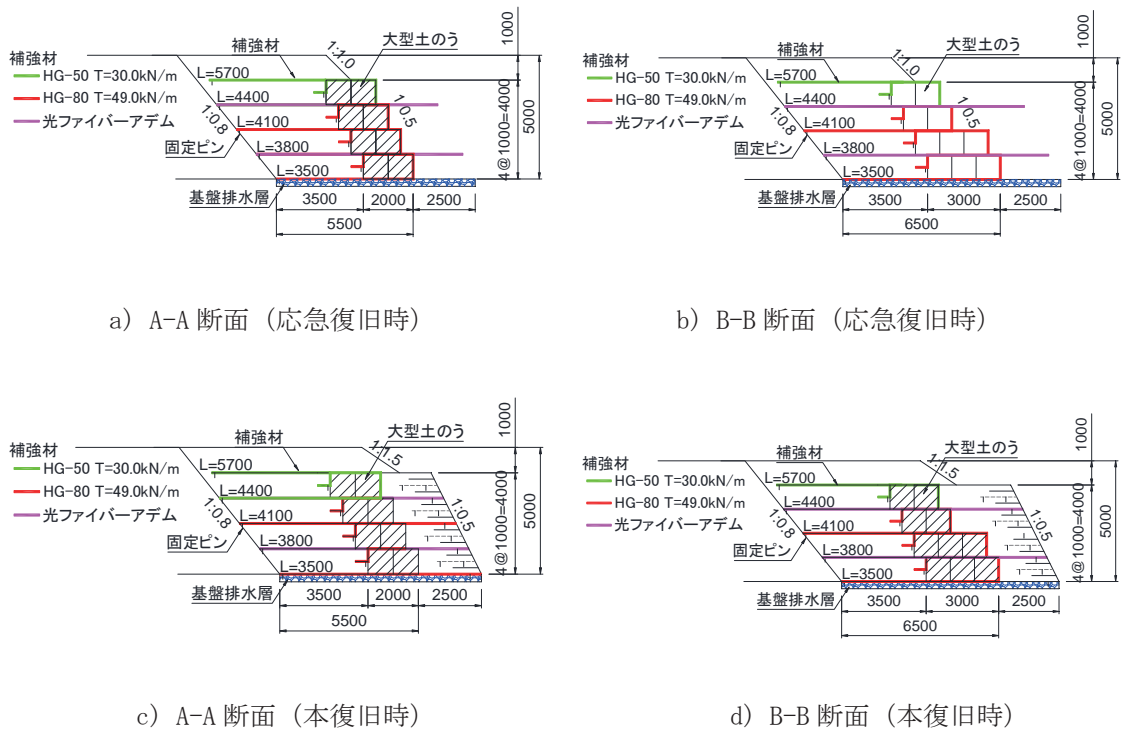 補強材
HG-50 T=30.0kN/m
HG-80 T=49.0kN/m
光ファイバーアデム
補強材
大型土のう
1:1.0
1:0.5
1:0.8
固定ピン
基盤排水層
L=5700
L=4400
L=4100
L=3800
L=3500
3500
2000
2500
5500
1000
4@1000=4000
5000
a) A-A 断面 (応急復旧時)
補強材
HG-50 T=30.0kN/m
HG-80 T=49.0kN/m
光ファイバーアデム
補強材
大型土のう
1:1.0
1:0.5
1:0.8
固定ピン
基盤排水層
L=5700
L=4400
L=4100
L=3800
L=3500
3500
3000
2500
6500
1000
4@1000=4000
5000
b) B-B 断面 (応急復旧時)
補強材
HG-50 T=30.0kN/m
HG-80 T=49.0kN/m
光ファイバーアデム
補強材
大型土のう
1:1.5
1:0.5
1:0.8
固定ピン
基盤排水層
L=5700
L=4400
L=4100
L=3800
L=3500
3500
2000
2500
5500
1000
4@1000=4000
5000
c) A-A 断面 (本復旧時)
補強材
HG-50 T=30.0kN/m
HG-80 T=49.0kN/m
光ファイバーアデム
補強材
大型土のう
1:1.5
1:0.5
1:0.8
固定ピン
基盤排水層
L=5700
L=4400
L=4100
L=3800
L=3500
3500
3000
2500
6500
1000
4@1000=4000
5000
d) B-B 断面 (本復旧時)